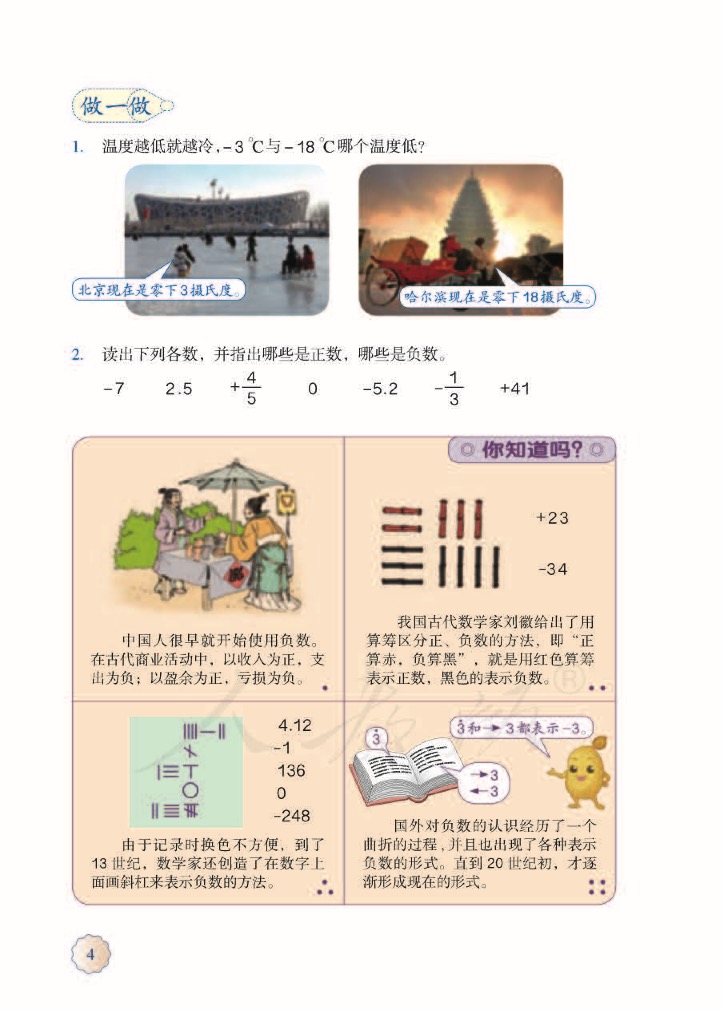 做一做
1. 温度越低就越冷，-3 ℃与-18 ℃哪个温度低？
北京现在是零下3摄氏度。
哈尔滨现在是零下18摄氏度。
2. 读出下列各数，并指出哪些是正数，哪些是负数。
-7 2.5 +4/5 0 -5.2 -1/3 +41
你知道吗？
中国人很早就开始使用负数。
在古代商业活动中，以收入为正，支
出为负；以盈余为正，亏损为负。
+23
-34
我国古代数学家刘徽给出了用
算筹区分正、负数的方法，即“正
算赤，负算黑”，就是用红色算筹
表示正数，黑色的表示负数。
4.12
-1
136
0
-248
由于记录时换色不方便，到了
13 世纪，数学家还创造了在数字上
面画斜杠来表示负数的方法。
3̇和→3都表示-3。
3̇
→3
←3
国外对负数的认识经历了一个
曲折的过程，并且也出现了各种表示
负数的形式。直到 20 世纪初，才逐
渐形成现在的形式。
4